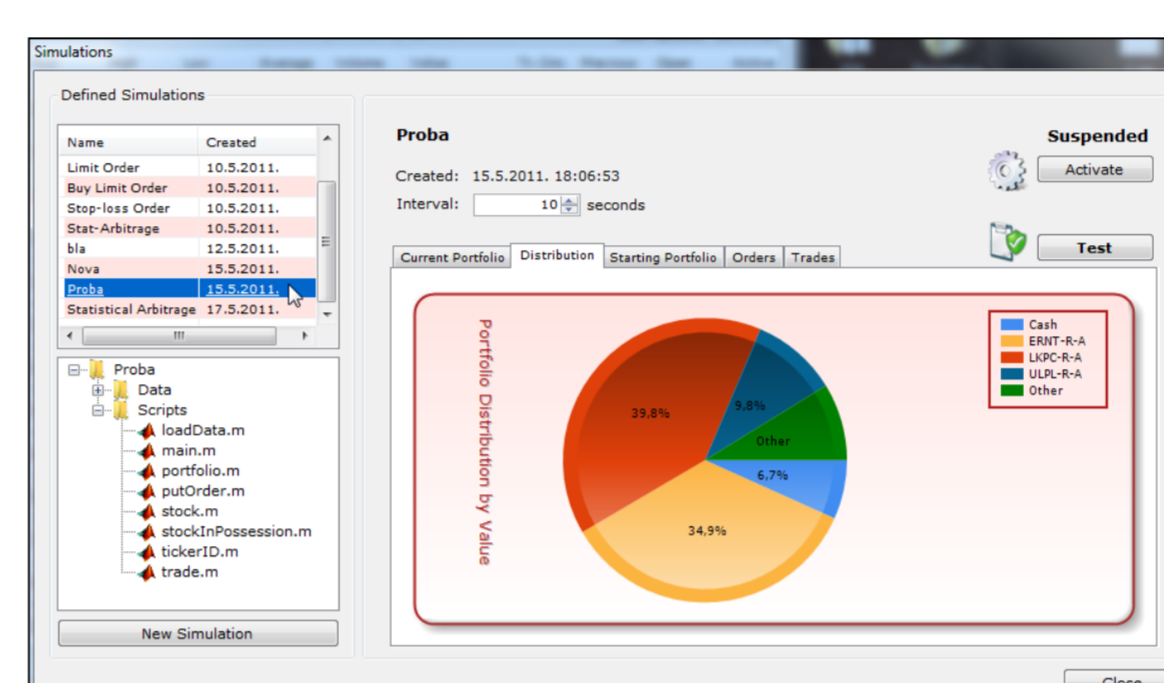 Simulations
Defined Simulations
Name Created
Limit Order 10.5.2011.
Buy Limit Order 10.5.2011.
Stop-loss Order 10.5.2011.
Stat-Arbitrage 10.5.2011.
bla 12.5.2011.
Nova 15.5.2011.
Proba 15.5.2011.
Statistical Arbitrage 17.5.2011.
Proba
Data
Scripts
loadData.m
main.m
portfolio.m
putOrder.m
stock.m
stockInPossession.m
tickerID.m
trade.m
New Simulation
Proba
Created: 15.5.2011. 18:06:53
Interval: 10 seconds
Suspended
Activate
Test
Current Portfolio Distribution Starting Portfolio Orders Trades
Portfolio Distribution by Value
39,8%
9,8%
Other
6,7%
34,9%
Cash
ERNT-R-A
LKPC-R-A
ULPL-R-A
Other
Close